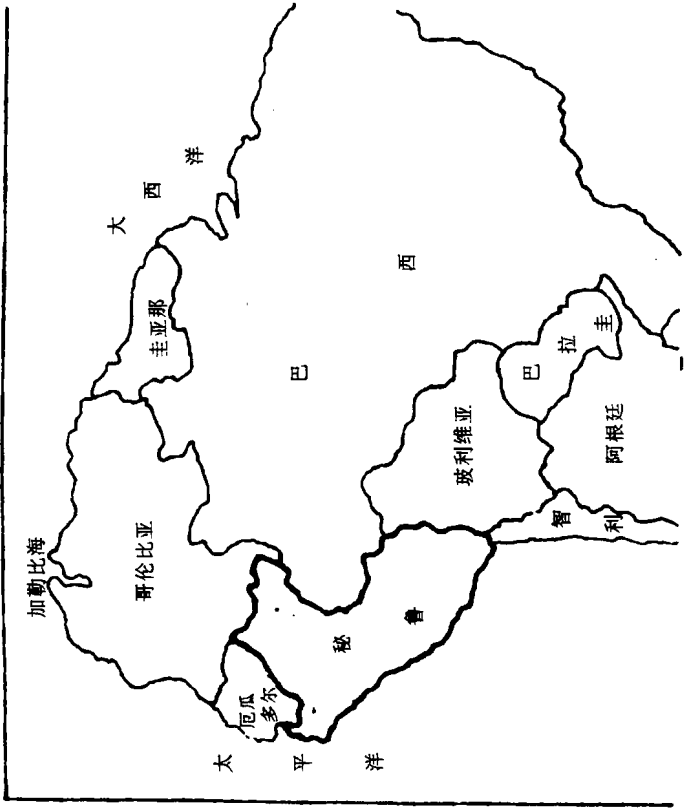 加勒比海
大西洋
圭亚那
哥伦比亚
厄瓜
多尔
巴西
秘鲁
玻利维亚
巴拉圭
智利
阿根廷
太平洋